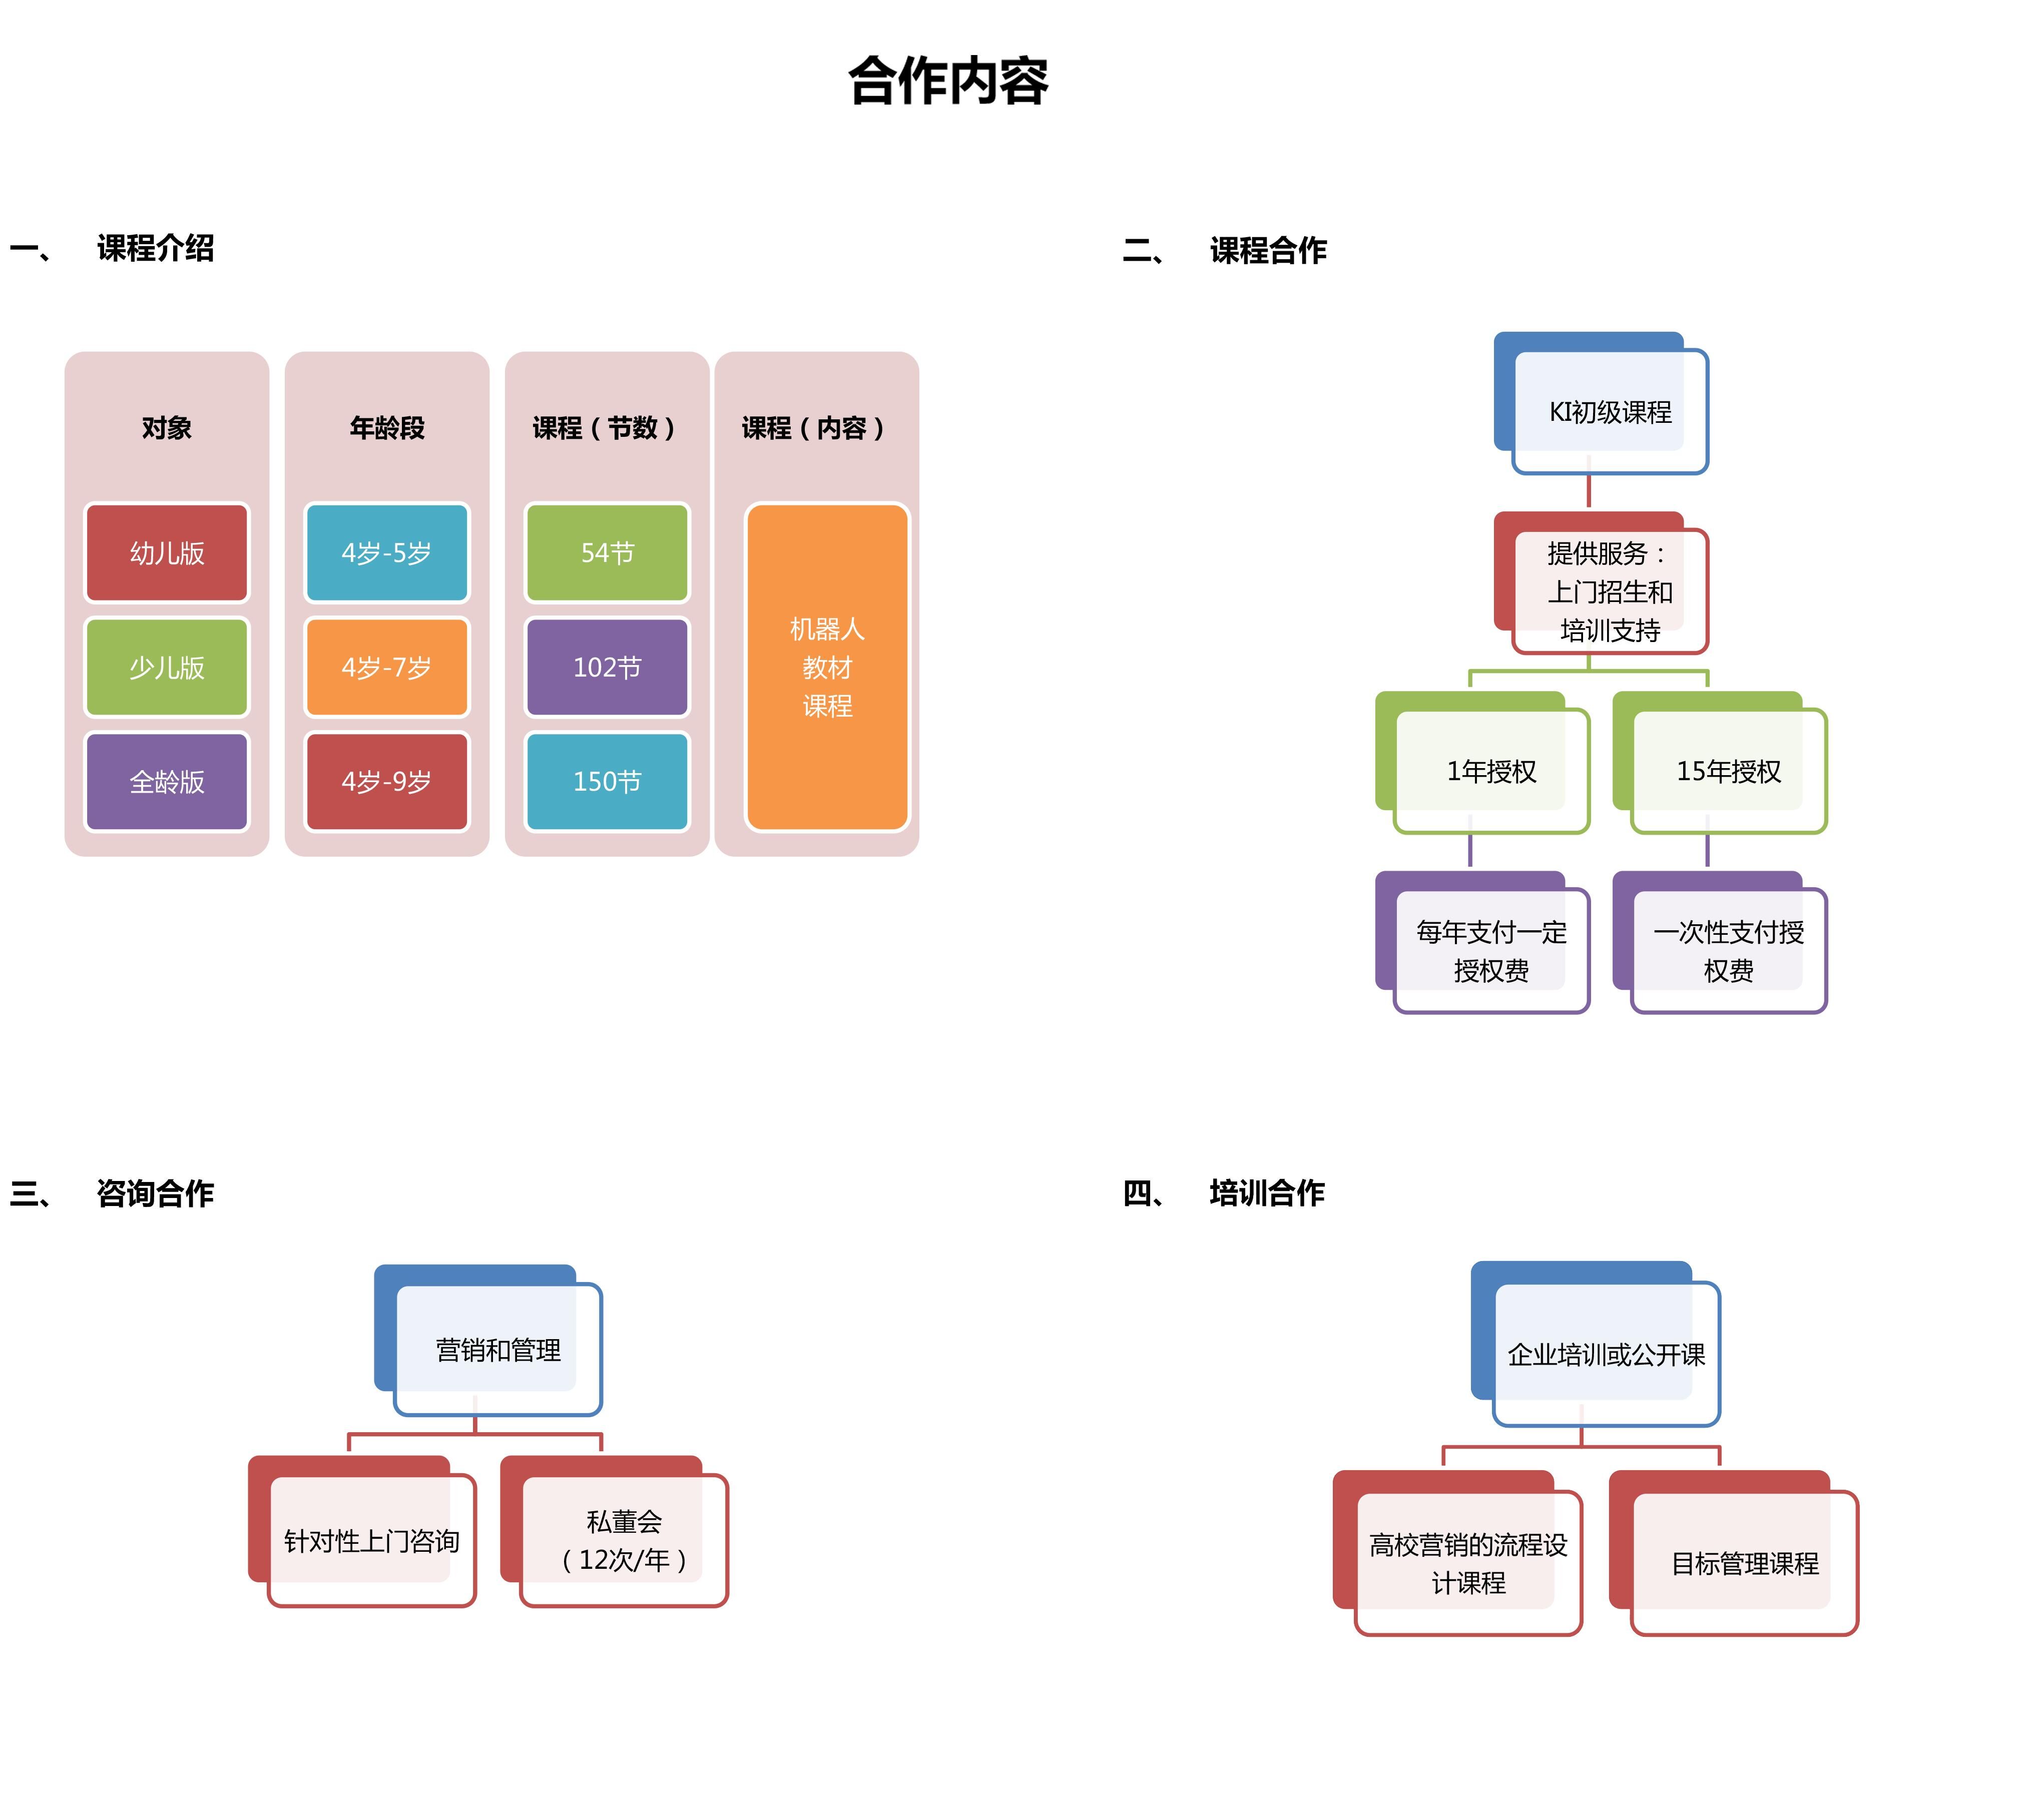 合作内容
一、 课程介绍
对象 年龄段 课程（节数） 课程（内容）
幼儿版 4岁-5岁 54节
少儿版 4岁-7岁 102节
全龄版 4岁-9岁 150节
机器人
教材
课程
二、 课程合作
KI初级课程
提供服务：
上门招生和
培训支持
1年授权
15年授权
每年支付一定
授权费
一次性支付授
权费
三、 咨询合作
营销和管理
针对性上门咨询
私董会
（12次/年）
四、 培训合作
企业培训或公开课
高校营销的流程设
计课程
目标管理课程